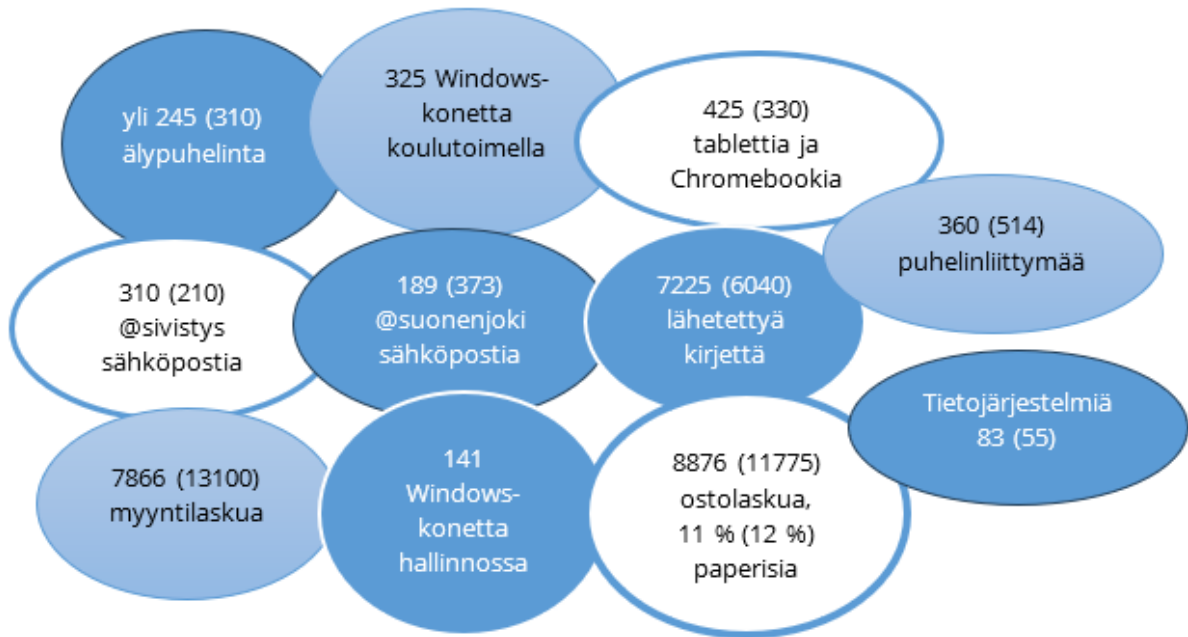 yli 245 (310)
älypuhelinta
325 Windows-
konetta
koulutoimella
425 (330)
tablettia ja
Chromebookia
360 (514)
puhelinliittymää
310 (210)
@sivistys
sähköpostia
189 (373)
@suonenjoki
sähköpostia
7225 (6040)
lähetettyä
kirjettä
Tietojärjestelmiä
83 (55)
7866 (13100)
myyntilaskua
141
Windows-
konetta
hallinnossa
8876 (11775)
ostolaskua,
11 % (12 %)
paperisia